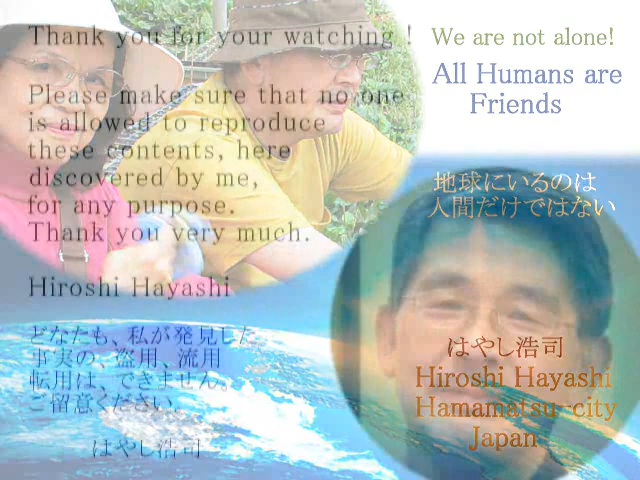 Thank you for your watching !
Please make sure that no one
is allowed to reproduce
these contents, here
discovered by me,
for any purpose.
Thank you very much.
Hiroshi Hayashi
どなたも、私が発見した
事実の、盗用、流用
転用は、できません。
ご留意ください.
はやし浩司
We are not alone!
All Humans are
Friends
地球にいるのは
人間だけではない
はやし浩司
Hiroshi Hayashi
Hamamatsu-city
Japan